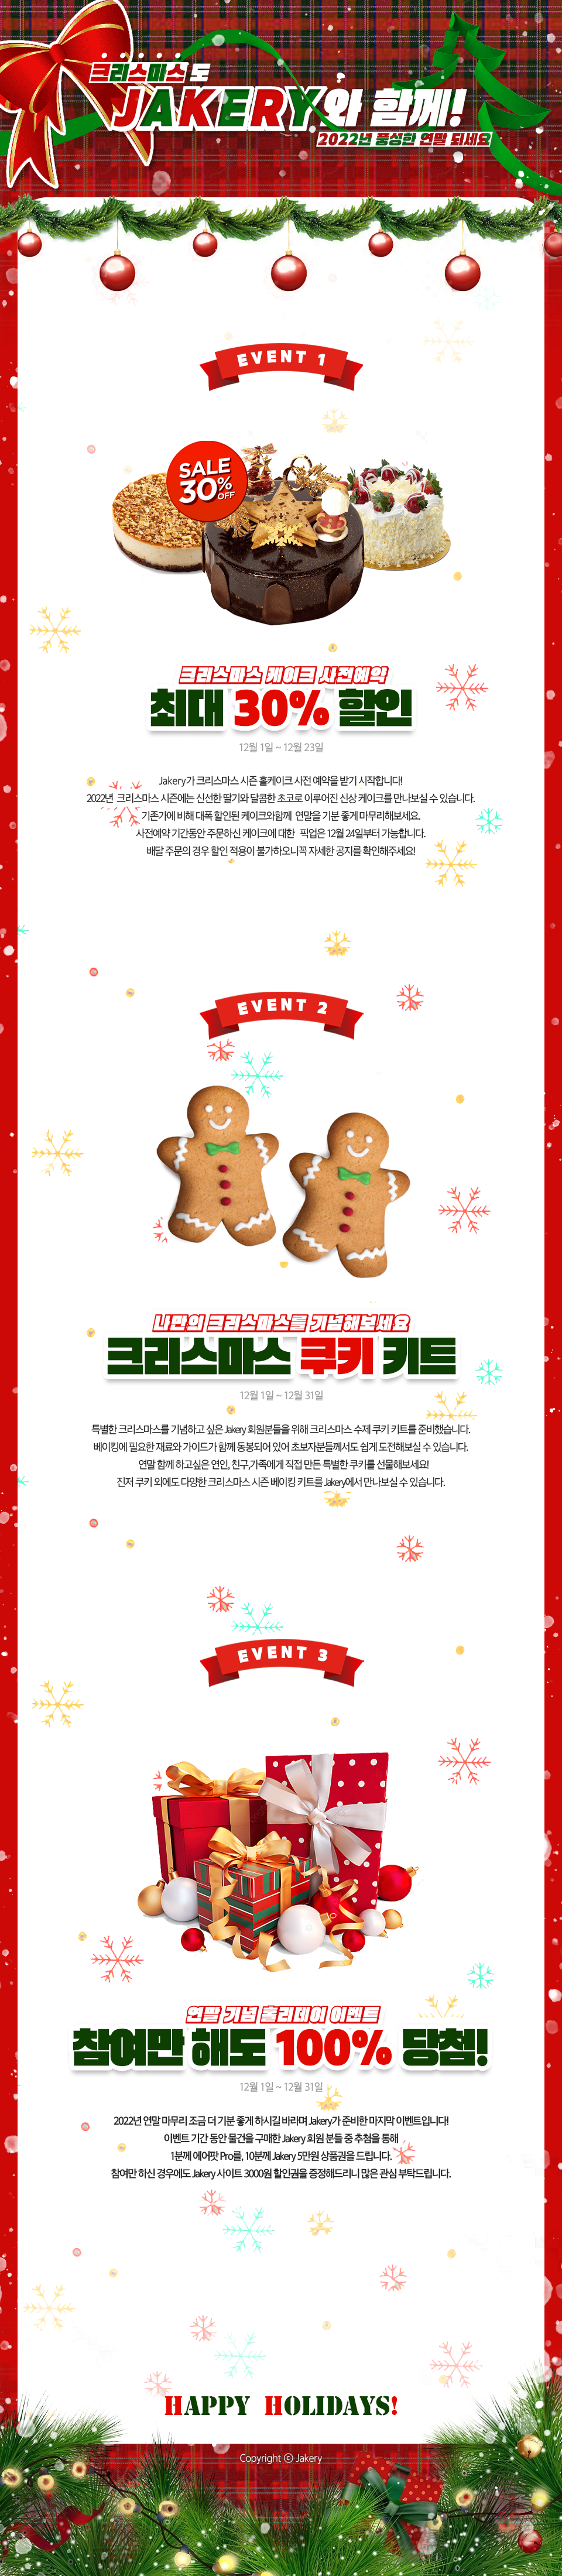 크리스마스도
JAKERY와 함께!
2022년 풍성한 연말 되세요
EVENT 1
SALE
30%
OFF
크리스마스 케이크 사전예약
최대 30% 할인
12월 1일 ~ 12월 23일
Jakery가 크리스마스 시즌 홀케이크 사전 예약을 받기 시작합니다!
2022년 크리스마스 시즌에는 신선한 딸기와 달콤한 초코로 이루어진 신상 케이크를 만나보실 수 있습니다.
기존가에 비해 대폭 할인된 케이크와함께 연말을 기분 좋게 마무리해보세요.
사전예약 기간동안 주문하신 케이크에 대한 픽업은 12월 24일부터 가능합니다.
배달 주문의 경우 할인 적용이 불가하오니꼭 자세한 공지를 확인해주세요!
EVENT 2
나만의 크리스마스를 기념해보세요
크리스마스 쿠키 키트
12월 1일 ~ 12월 31일
특별한 크리스마스를 기념하고 싶은 Jakery 회원분들을 위해 크리스마스 수제 쿠키 키트를 준비했습니다.
베이킹에 필요한 재료와 가이드가 함께 동봉되어 있어 초보자분들께서도 쉽게 도전해보실 수 있습니다.
연말 함께 하고싶은 연인, 친구,가족에게 직접 만든 특별한 쿠키를 선물해보세요!
진저 쿠키 외에도 다양한 크리스마스 시즌 베이킹 키트를 Jakery에서 만나보실 수 있습니다.
EVENT 3
연말 기념 홀리데이 이벤트
참여만 해도 100% 당첨!
12월 1일 ~ 12월 31일
2022년 연말 마무리 조금 더 기분 좋게 하시길 바라며 Jakery가 준비한 마지막 이벤트입니다!
이벤트 기간 동안 물건을 구매한 Jakery 회원 분들 중 추첨을 통해
1분께 에어팟 Pro를, 10분께 Jakery 5만원 상품권을 드립니다.
참여만 하신 경우에도 Jakery 사이트 3000원 할인권을 증정해드리니 많은 관심 부탁드립니다.
HAPPY HOLIDAYS!
Copyright ⓒ Jakery